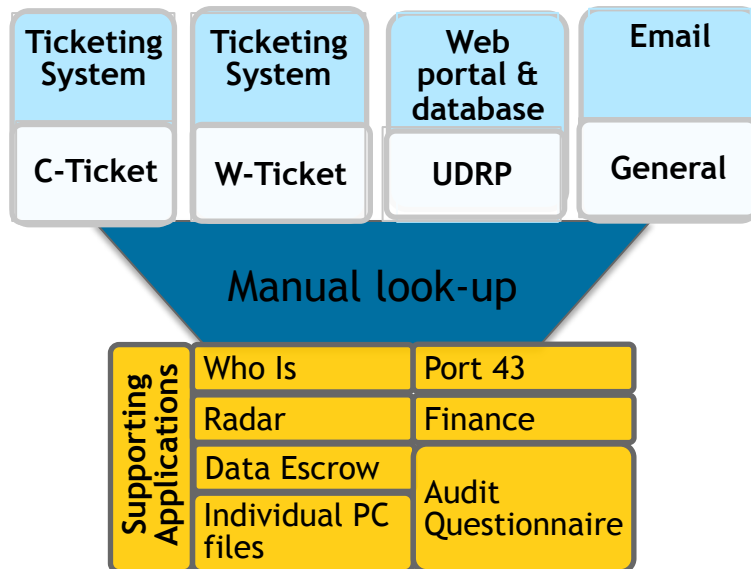 Ticketing
System
C-Ticket
Ticketing
System
W-Ticket
Web
portal &
database
UDRP
Email
General
Manual look-up
Supporting
Applications
Who Is
Port 43
Radar
Finance
Data Escrow
Individual PC
files
Audit
Questionnaire